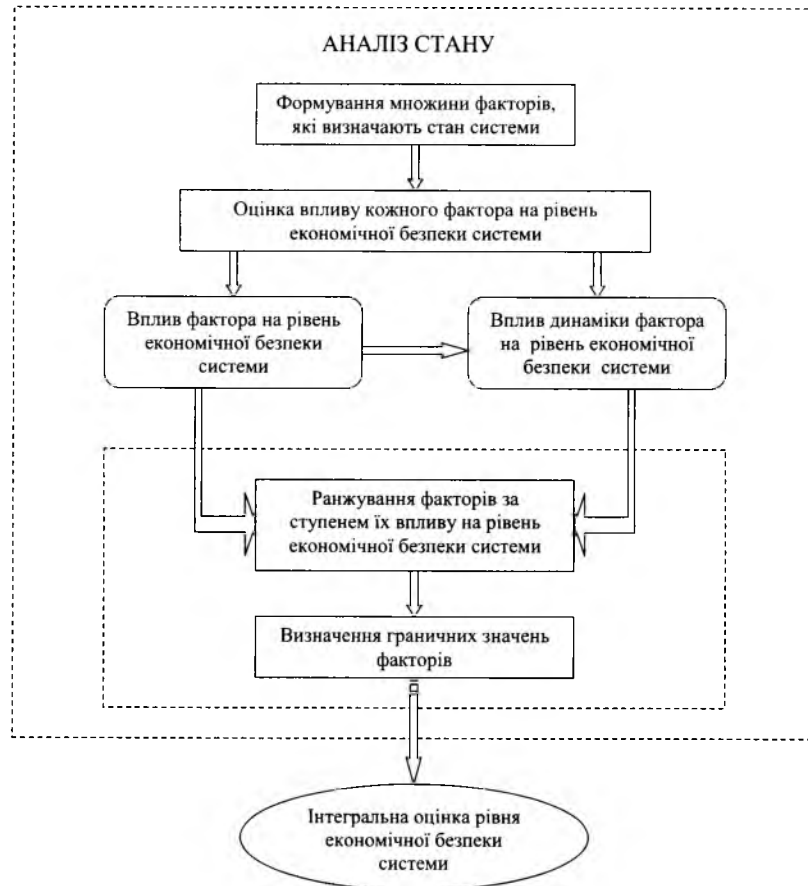 АНАЛІЗ СТАНУ
Формування множини факторів,
які визначають стан системи
Оцінка впливу кожного фактора на рівень
економічної безпеки системи
Вплив фактора на рівень
економічної безпеки
системи
Вплив динаміки фактора
на рівень економічної
безпеки системи
Ранжування факторів за
ступенем їх впливу на рівень
економічної безпеки системи
Визначення граничних значень
факторів
Інтегральна оцінка рівня
економічної безпеки
системи